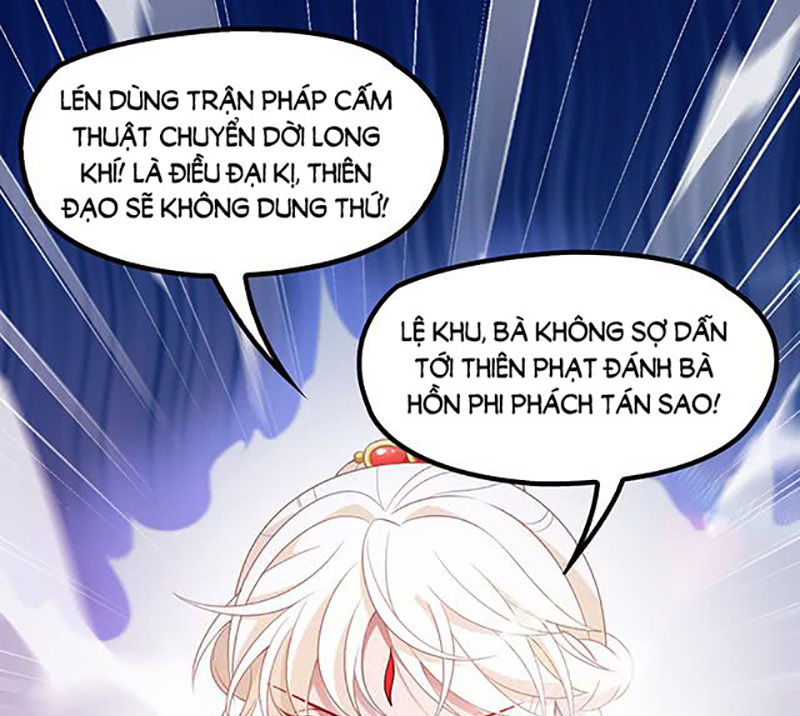 LÉN DÙNG TRẬN PHÁP CẤM
THUẬT CHUYỂN DỜI LONG
KHÍ! LÀ ĐIỀU ĐẠI KỊ, THIÊN
ĐẠO SẼ KHÔNG DUNG THỨ!
LỆ KHU, BÀ KHÔNG SỢ DẪN
TỚI THIÊN PHẠT ĐÁNH BÀ
HỒN PHI PHÁCH TÁN SAO!